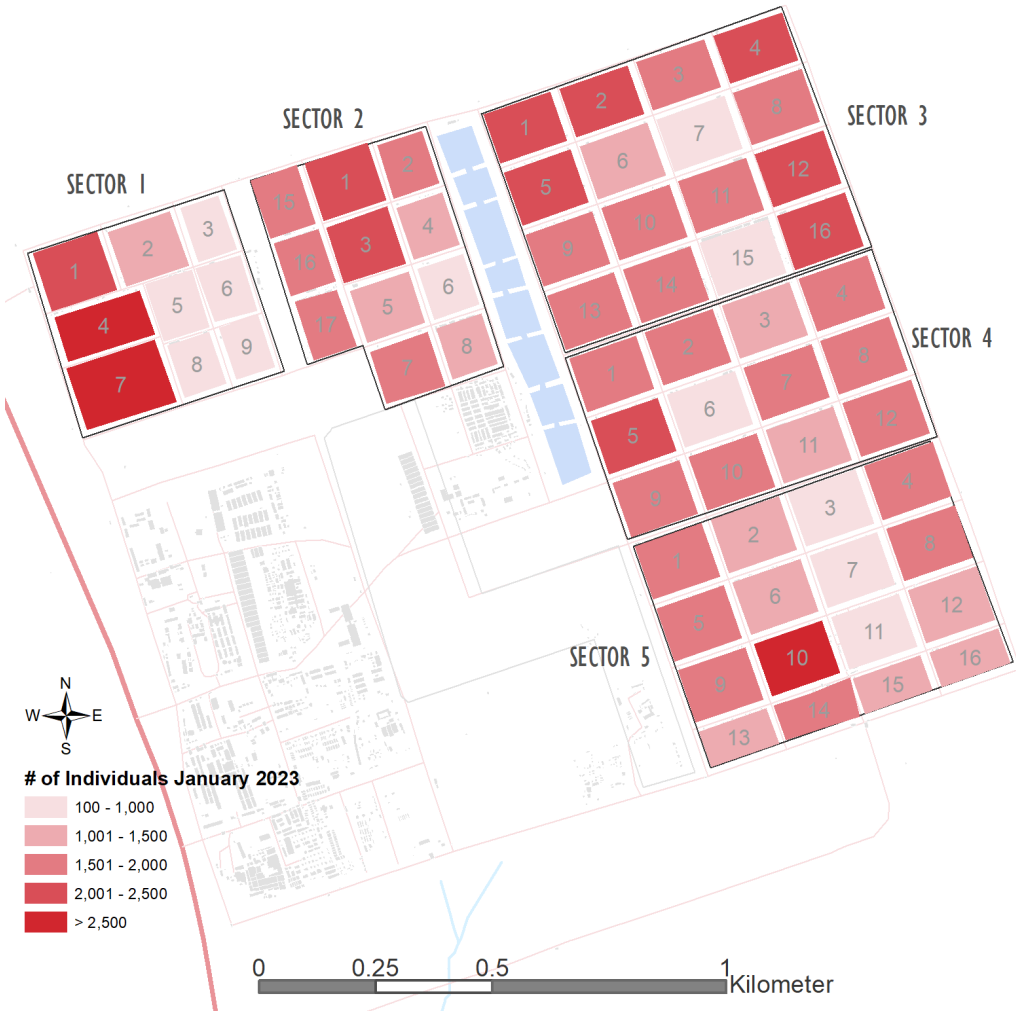 SECTOR 1
1 2 3
4 5 6
7 8 9
SECTOR 2
15 1 2
16 3 4
17 5 6
7 8
SECTOR 3
1 2 3 4
5 6 7 8
9 10 11 12
13 14 15 16
SECTOR 4
1 2 3 4
5 6 7 8
9 10 11 12
SECTOR 5
1 2 3 4
5 6 7 8
9 10 11 12
13 14 15 16
N
W E
S
# of Individuals January 2023
100 - 1,000
1,001 - 1,500
1,501 - 2,000
2,001 - 2,500
> 2,500
0 0.25 0.5 1
Kilometer